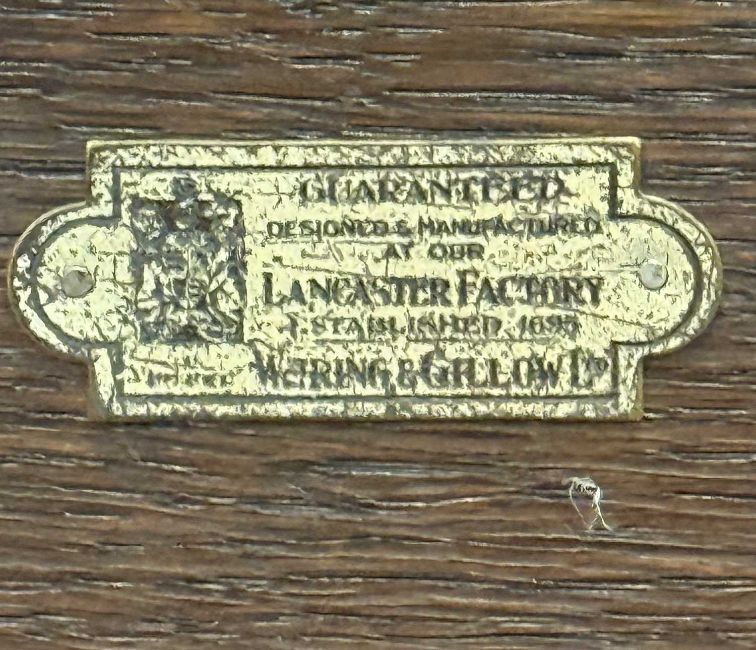 GUARANTEED
DESIGNED & MANUFACTURED
AT OUR
LANCASTER FACTORY
ESTABLISHED 1695
WARING & GILLOW LTD